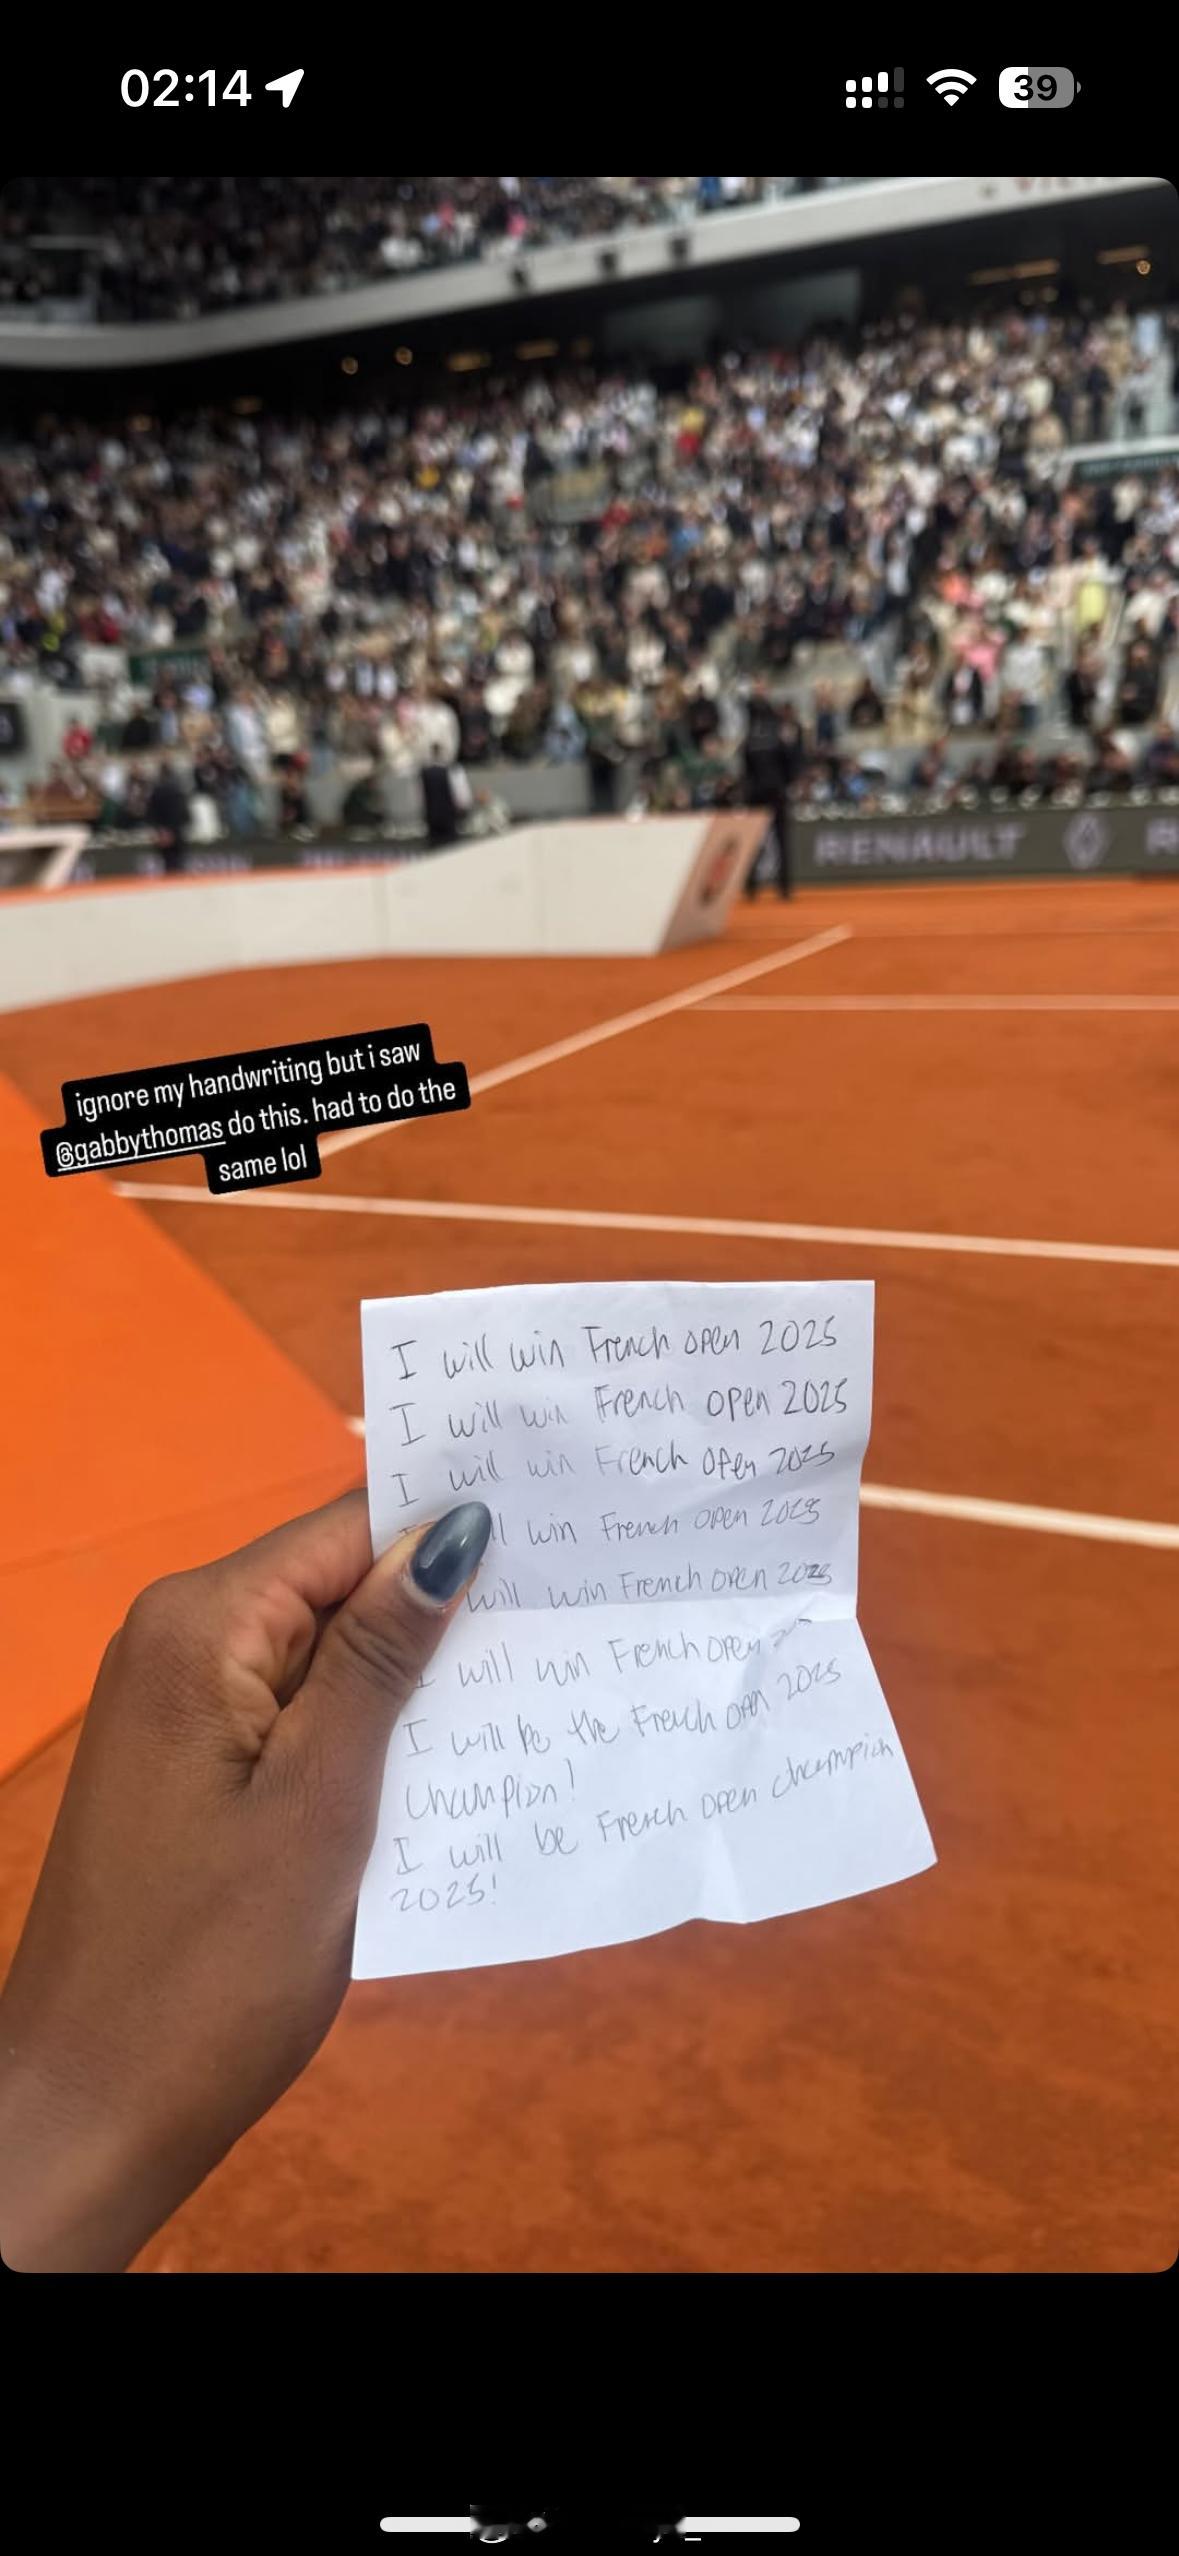 02:14
39
RENAULT
ignore my handwriting but i saw
@gabbythomas do this. had to do the
same lol
I will win French open 2025
I will win French open 2025
I will win French open 2025
ll win French open 2025
will win French open 2025
I will win French open
I will be the French open 2025
Champion!
I will be French open champion
2025!